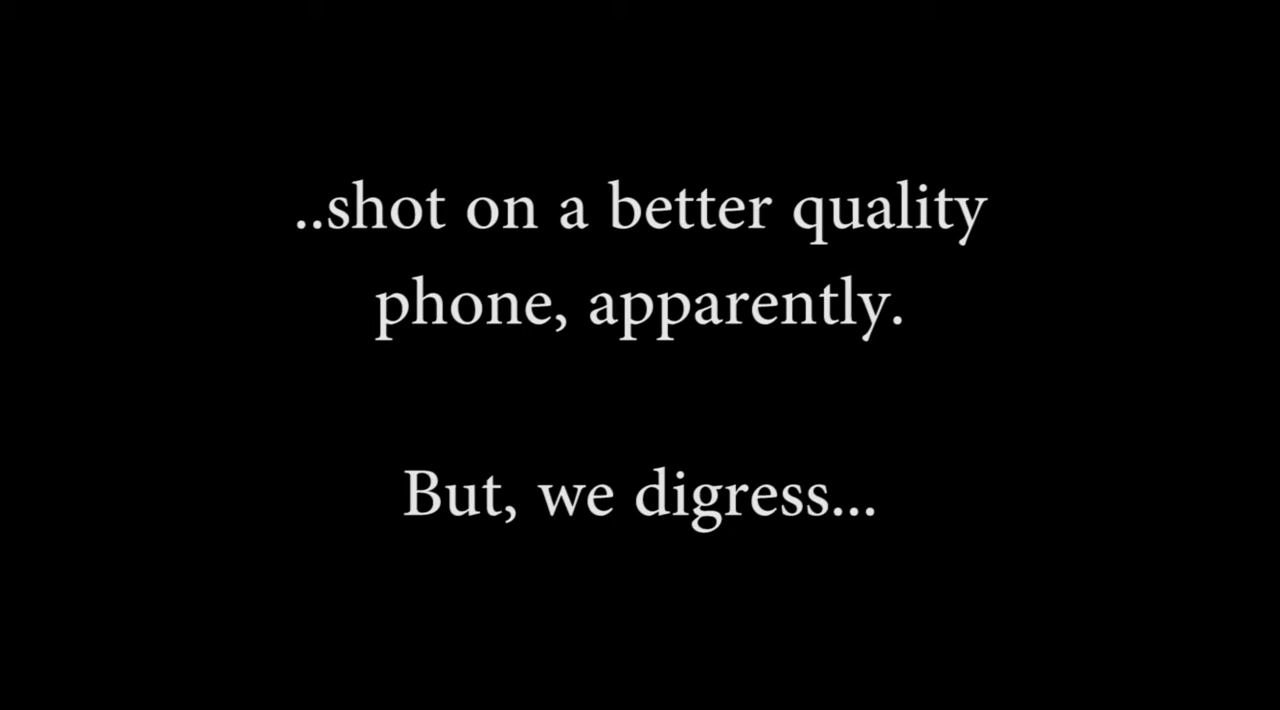 ..shot on a better quality
phone, apparently.
But, we digress...